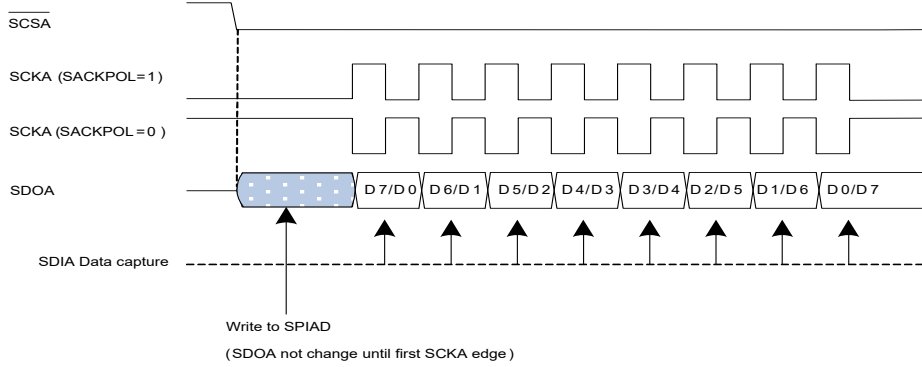 SCSA
SCKA (SACKPOL=1)
SCKA (SACKPOL=0 )
SDOA
D7/D0 D6/D1 D5/D2 D4/D3 D3/D4 D2/D5 D1/D6 D0/D7
SDIA Data capture
Write to SPIAD
(SDOA not change until first SCKA edge )